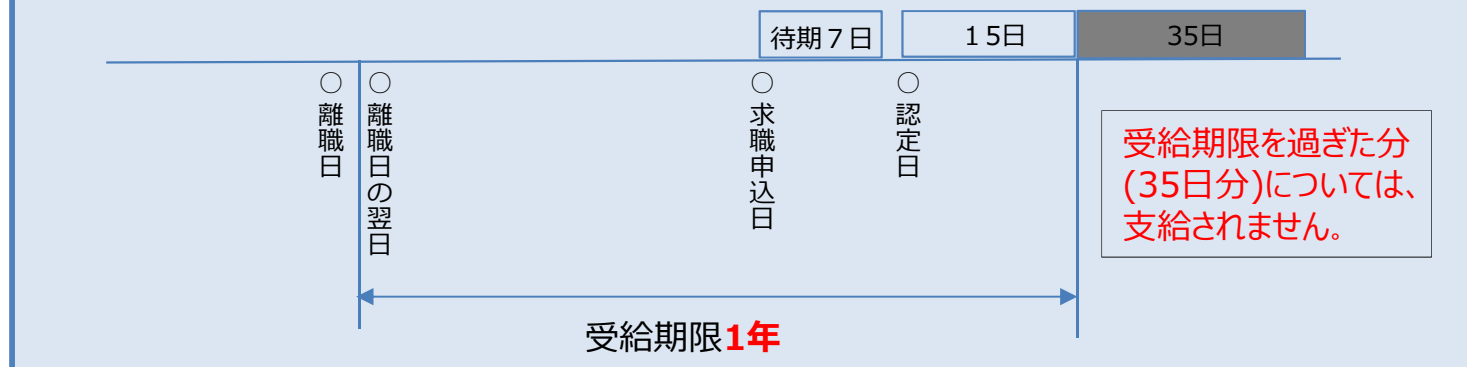 待期７日
１5日
35日
○離職日
○離職日の翌日
○求職申込日
○認定日
受給期限を過ぎた分
(35日分)については、
支給されません。
受給期限1年